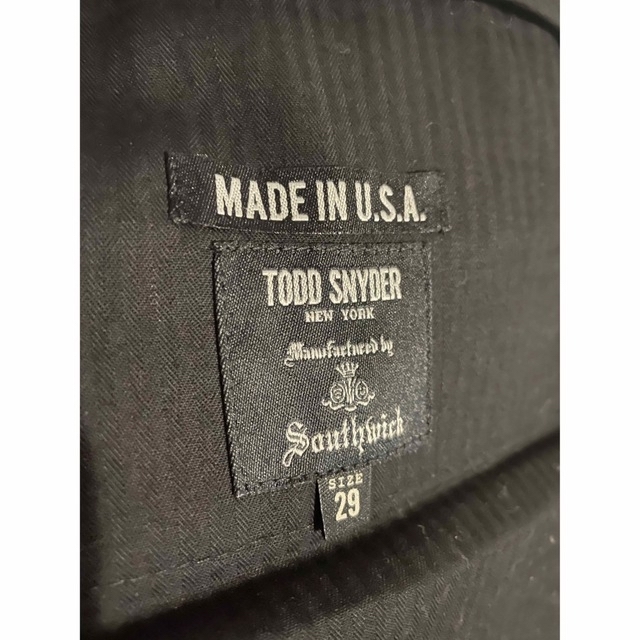 MADE IN U.S.A.
TODD SNYDER
NEW YORK
Manufactured by
Southwick
SIZE
29